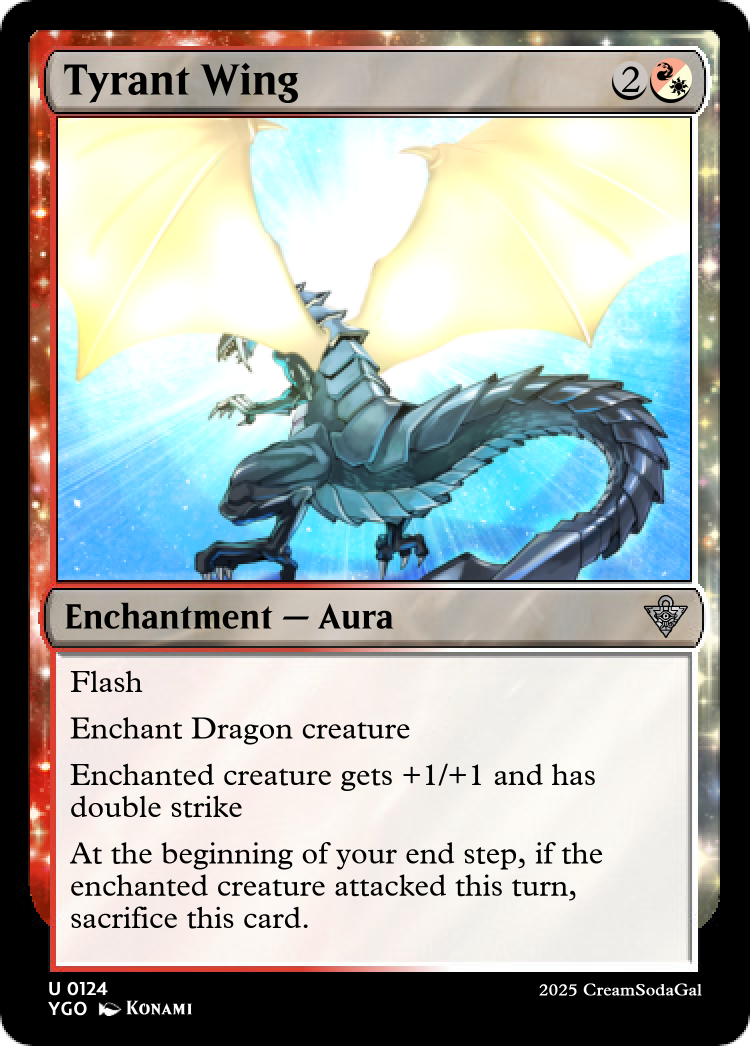 Tyrant Wing 2
Enchantment — Aura
Flash
Enchant Dragon creature
Enchanted creature gets +1/+1 and has
double strike
At the beginning of your end step, if the
enchanted creature attacked this turn,
sacrifice this card.
U 0124
YGO KONAMI
2025 CreamSodaGal